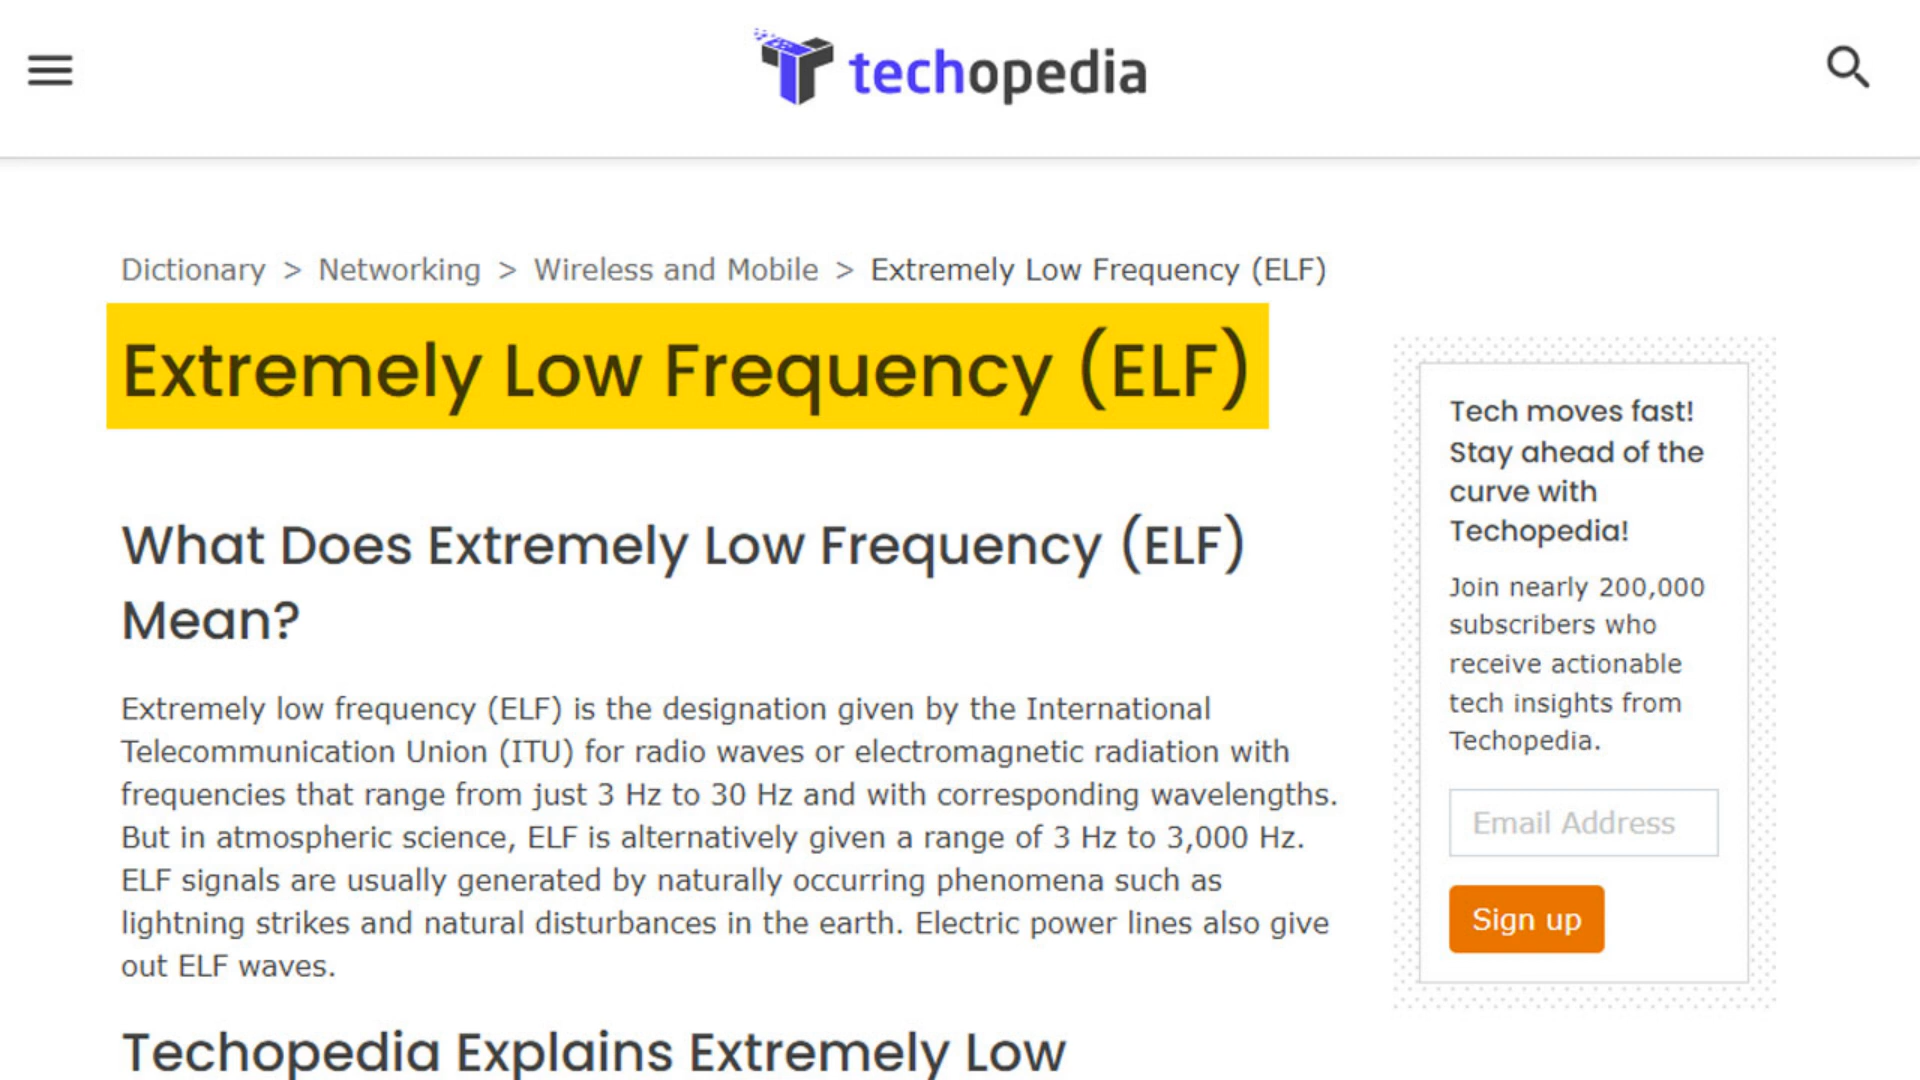 techopedia
Dictionary > Networking > Wireless and Mobile > Extremely Low Frequency (ELF)
Extremely Low Frequency (ELF)
What Does Extremely Low Frequency (ELF)
Mean?
Extremely low frequency (ELF) is the designation given by the International
Telecommunication Union (ITU) for radio waves or electromagnetic radiation with
frequencies that range from just 3 Hz to 30 Hz and with corresponding wavelengths.
But in atmospheric science, ELF is alternatively given a range of 3 Hz to 3,000 Hz.
ELF signals are usually generated by naturally occurring phenomena such as
lightning strikes and natural disturbances in the earth. Electric power lines also give
out ELF waves.
Techopedia Explains Extremely Low
Tech moves fast!
Stay ahead of the
curve with
Techopedia!
Join nearly 200,000
subscribers who
receive actionable
tech insights from
Techopedia.
Email Address
Sign up